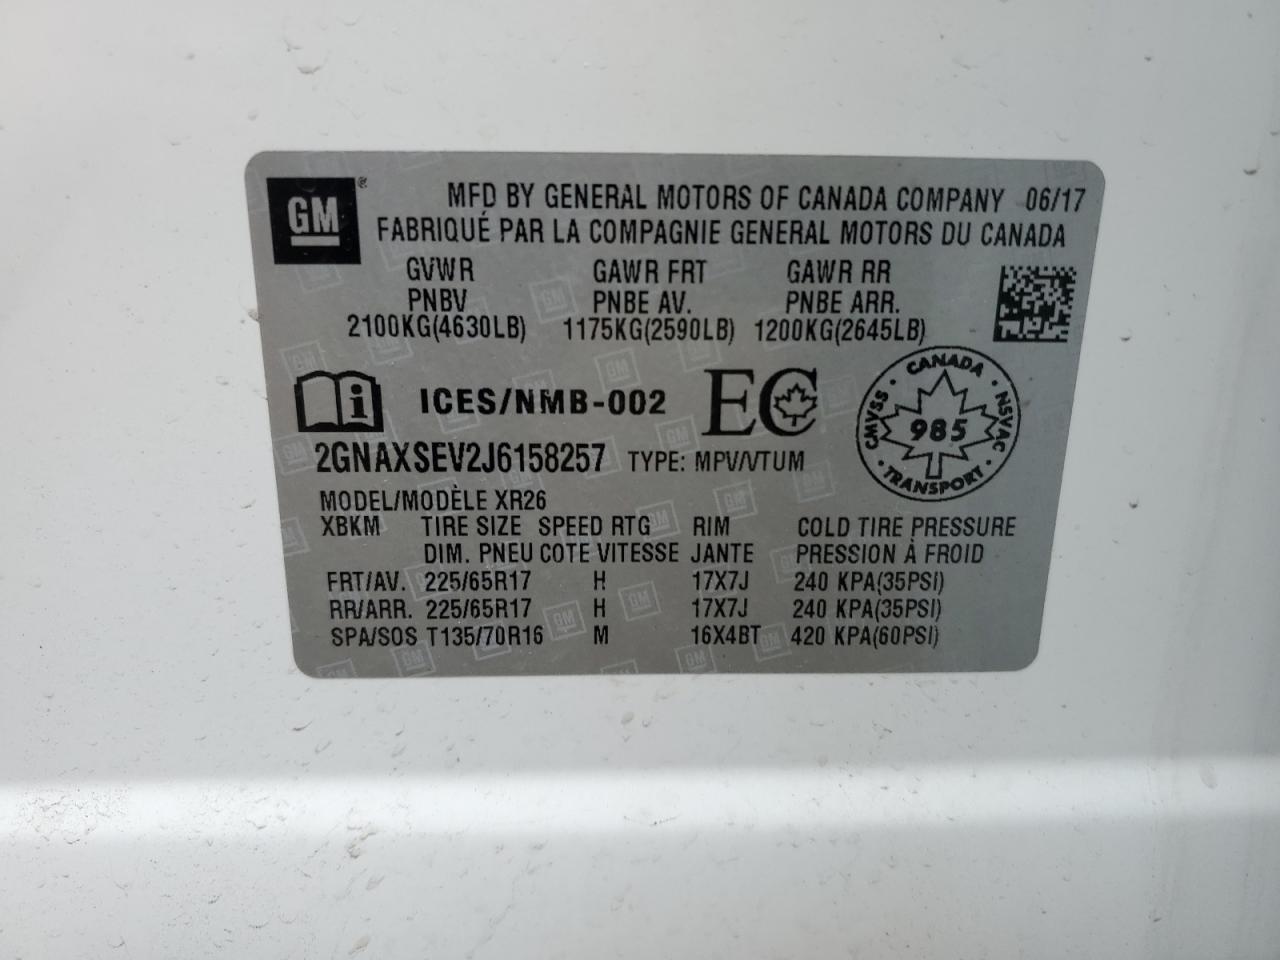 GM®
MFD BY GENERAL MOTORS OF CANADA COMPANY 06/17
FABRIQUÉ PAR LA COMPAGNIE GENERAL MOTORS DU CANADA
GVWR GAWR FRT GAWR RR
PNBV PNBE AV. PNBE ARR.
2100KG(4630LB) 1175KG(2590LB) 1200KG(2645LB)
i ICES/NMB-002 EC
CANADA
CMVSS 985 NSVAC
TRANSPORT
2GNAXSEV2J6158257 TYPE: MPV/VTUM
MODEL/MODÈLE XR26
XBKM TIRE SIZE SPEED RTG RIM COLD TIRE PRESSURE
DIM. PNEU COTE VITESSE JANTE PRESSION À FROID
FRT/AV. 225/65R17 H 17X7J 240 KPA(35PSI)
RR/ARR. 225/65R17 H 17X7J 240 KPA(35PSI)
SPA/SOS T135/70R16 M 16X4BT 420 KPA(60PSI)